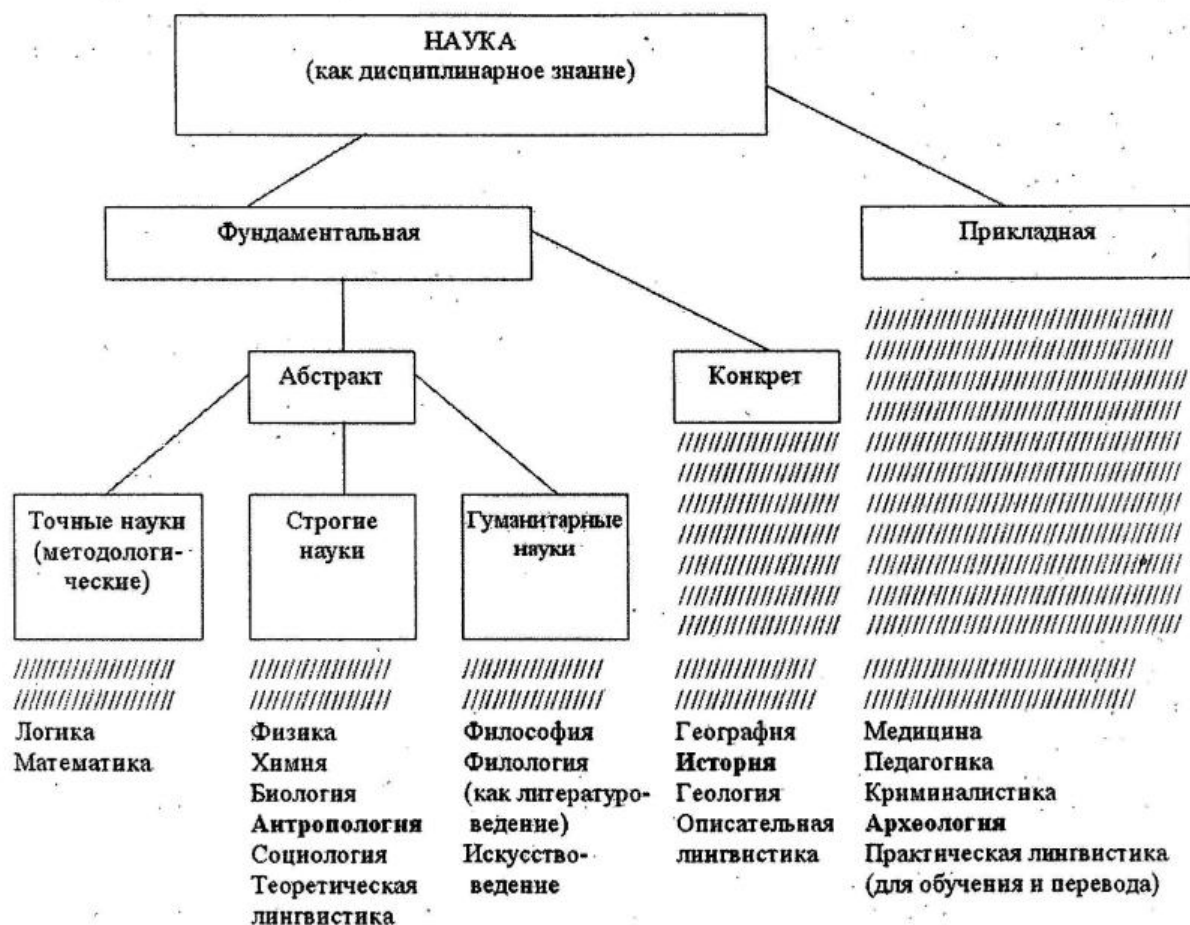 НАУКА
(как дисциплинарное знание)
Фундаментальная
Прикладная
Абстракт
Конкрет
Точные науки
(методологи-
ческие)
Строгие
науки
Гуманитарные
науки
Логика
Математика
Физика
Химия
Биология
Антропология
Социология
Теоретическая
лингвистика
Философия
Филология
(как литературо-
ведение)
Искусство-
ведение
География
История
Геология
Описательная
лингвистика
Медицина
Педагогика
Криминалистика
Археология
Практическая лингвистика
(для обучения и перевода)